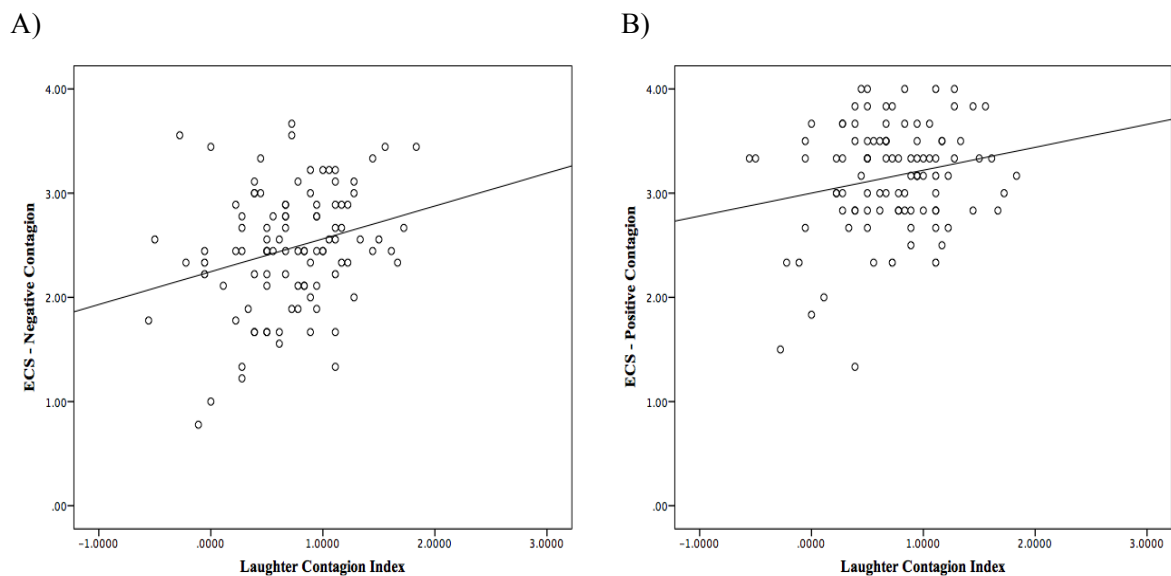 A)
B)
4.00
3.00
2.00
1.00
.00
ECS - Negative Contagion
-1.0000 .0000 1.0000 2.0000 3.0000
Laughter Contagion Index
4.00
3.00
2.00
1.00
.00
ECS - Positive Contagion
-1.0000 .0000 1.0000 2.0000 3.0000
Laughter Contagion Index